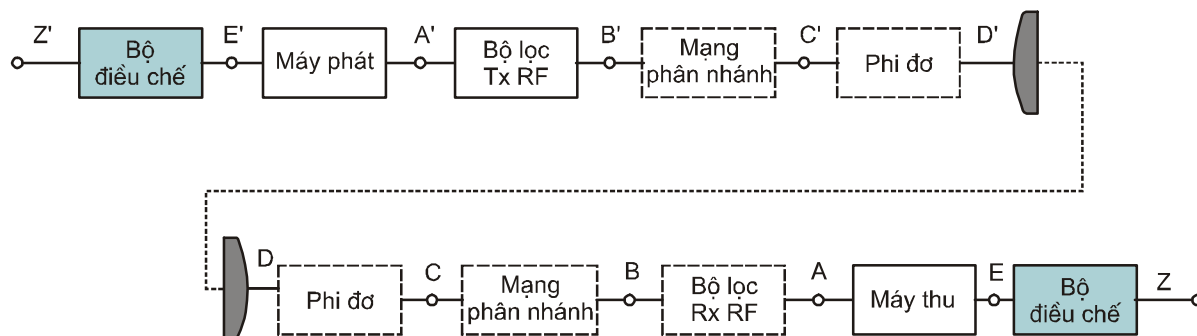 Z'
Bộ
điều chế
E'
Máy phát
A'
Bộ lọc
Tx RF
B'
Mạng
phân nhánh
C'
Phi đơ
D'
D
Phi đơ
C
Mạng
phân nhánh
B
Bộ lọc
Rx RF
A
Máy thu
E
Bộ
điều chế
Z